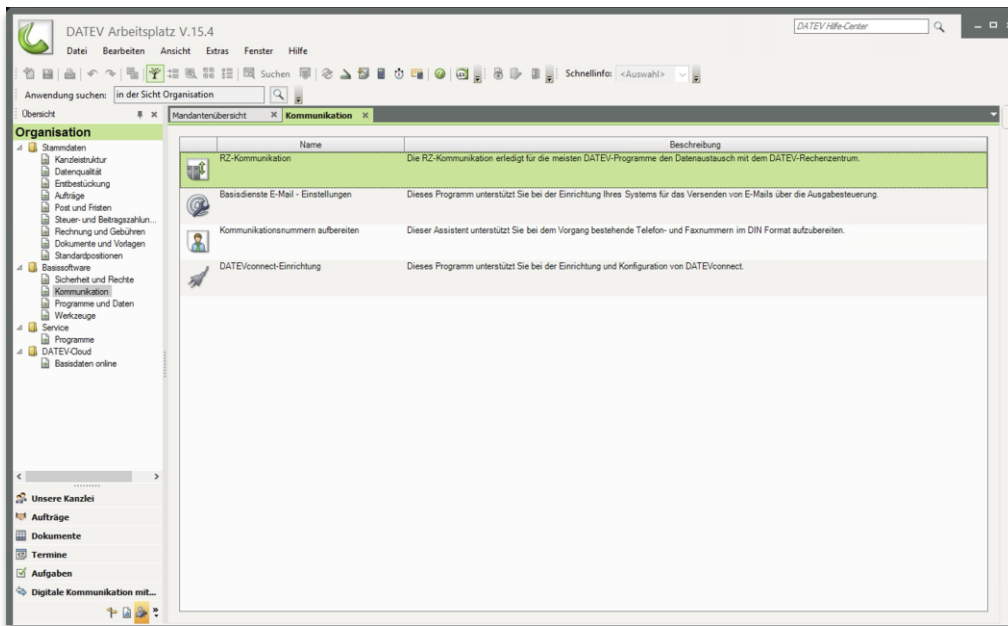 DATEV Arbeitsplatz V.15.4
DATEV Hilfe-Center
Datei Bearbeiten Ansicht Extras Fenster Hilfe
Suchen Schnellinfo: <Auswahl>
Anwendung suchen: in der Sicht Organisation
Übersicht
Mandantenübersicht Kommunikation
Organisation
Stammdaten
Kanzleistruktur
Datenqualität
Erstbestückung
Aufträge
Post und Fristen
Steuer- und Beitragszahlun...
Rechnung und Gebühren
Dokumente und Vorlagen
Standardpositionen
Basissoftware
Sicherheit und Rechte
Kommunikation
Programme und Daten
Werkzeuge
Service
Programme
DATEV-Cloud
Basisdaten online
Unsere Kanzlei
Aufträge
Dokumente
Termine
Aufgaben
Digitale Kommunikation mit...
Name Beschreibung
RZ-Kommunikation Die RZ-Kommunikation erledigt für die meisten DATEV-Programme den Datenaustausch mit dem DATEV-Rechenzentrum.
Basisdienste E-Mail - Einstellungen Dieses Programm unterstützt Sie bei der Einrichtung Ihres Systems für das Versenden von E-Mails über die Ausgabesteuerung.
Kommunikationsnummern aufbereiten Dieser Assistent unterstützt Sie bei dem Vorgang bestehende Telefon- und Faxnummern im DIN Format aufzubereiten.
DATEVconnect-Einrichtung Dieses Programm unterstützt Sie bei der Einrichtung und Konfiguration von DATEVconnect.